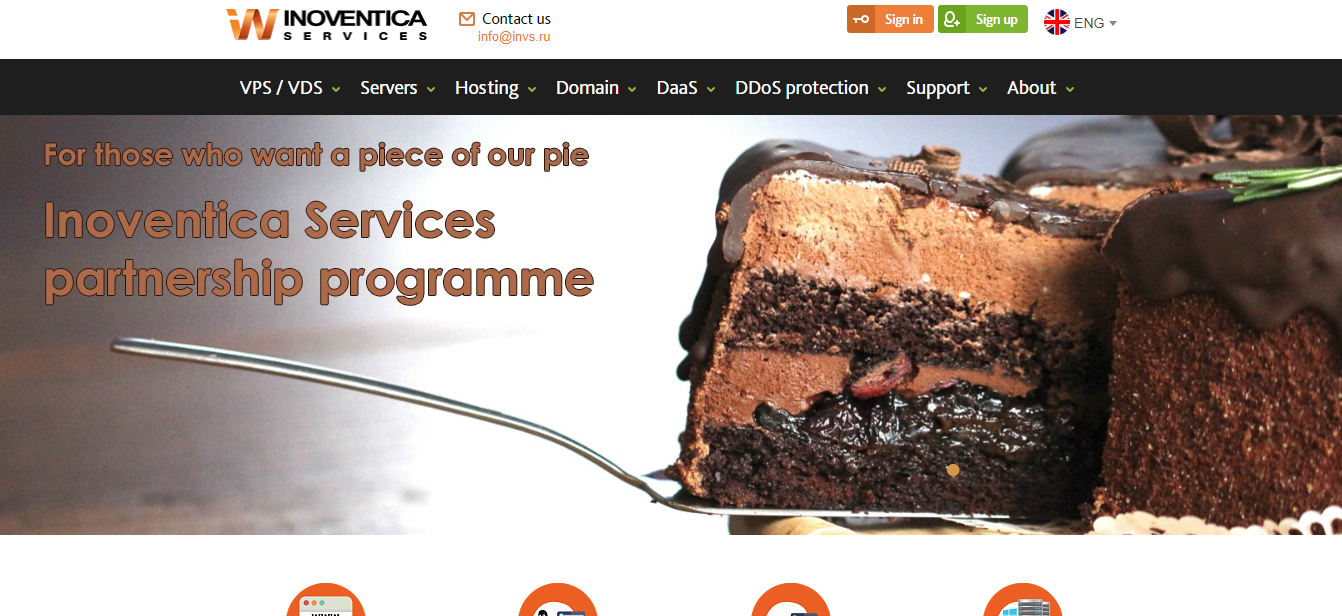 INOVENTICA
SERVICES
Contact us
info@invs.ru
Sign in
Sign up
ENG
VPS / VDS
Servers
Hosting
Domain
DaaS
DDoS protection
Support
About
For those who want a piece of our pie
Inoventica Services
partnership programme